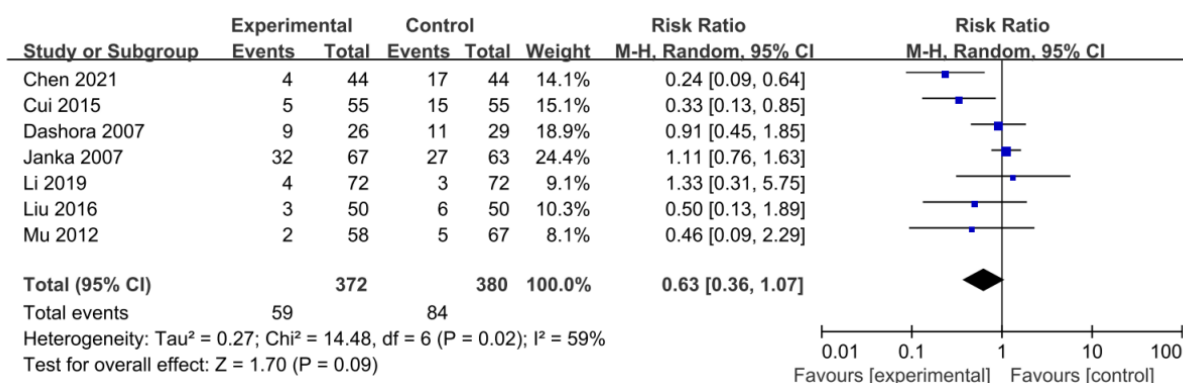 Experimental Control Risk Ratio Risk Ratio
Study or Subgroup Events Total Events Total Weight M-H, Random, 95% CI M-H, Random, 95% CI
Chen 2021 4 44 17 44 14.1% 0.24 [0.09, 0.64]
Cui 2015 5 55 15 55 15.1% 0.33 [0.13, 0.85]
Dashora 2007 9 26 11 29 18.9% 0.91 [0.45, 1.85]
Janka 2007 32 67 27 63 24.4% 1.11 [0.76, 1.63]
Li 2019 4 72 3 72 9.1% 1.33 [0.31, 5.75]
Liu 2016 3 50 6 50 10.3% 0.50 [0.13, 1.89]
Mu 2012 2 58 5 67 8.1% 0.46 [0.09, 2.29]
Total (95% CI) 372 380 100.0% 0.63 [0.36, 1.07]
Total events 59 84
Heterogeneity: Tau² = 0.27; Chi² = 14.48, df = 6 (P = 0.02); I² = 59%
Test for overall effect: Z = 1.70 (P = 0.09)
0.01 0.1 1 10 100
Favours [experimental] Favours [control]